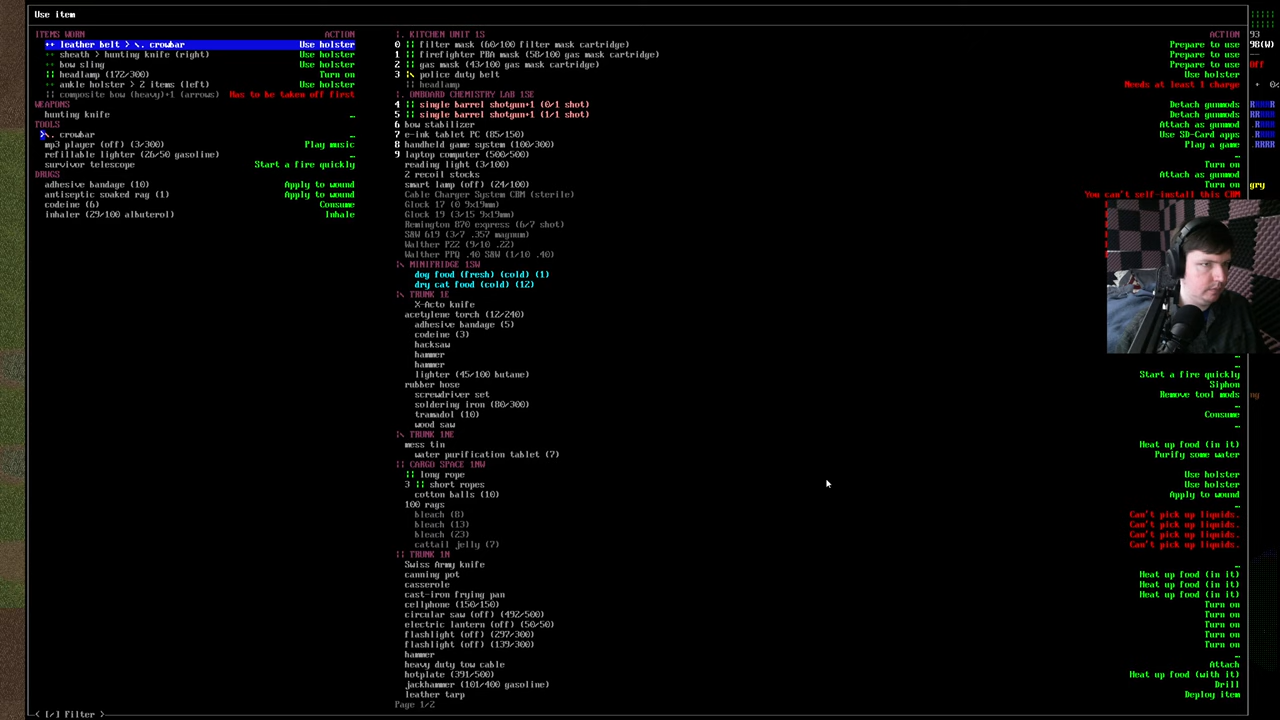 Use item
ITEMS WORN ACTION
++ leather belt > \. crowbar Use holster
++ sheath > hunting knife (right) Use holster
++ bow sling Use holster
|| headlamp (172/300) Turn on
++ ankle holster > 2 items (left) Use holster
|| composite bow (heavy)+1 (arrows) Has to be taken off first
WEAPONS
hunting knife …
TOOLS
\. crowbar …
mp3 player (off) (3/300) Play music
refillable lighter (26/50 gasoline)
survivor telescope Start a fire quickly
DRUGS
adhesive bandage (10) Apply to wound
antiseptic soaked rag (1) Apply to wound
codeine (6) Consume
inhaler (29/100 albuterol) Inhale
|. KITCHEN UNIT 1S ACTION
0 || filter mask (60/100 filter mask cartridge) Prepare to use
1 || firefighter PBA mask (58/100 gas mask cartridge) Prepare to use
2 || gas mask (43/100 gas mask cartridge) Prepare to use
3 |\ police duty belt Use holster
|| headlamp Needs at least 1 charge
|. ONBOARD CHEMISTRY LAB 1SE
4 || single barrel shotgun+1 (0/1 shot) Detach gunmods
5 || single barrel shotgun+1 (1/1 shot) Detach gunmods
6 bow stabilizer Attach as gunmod
7 e-ink tablet PC (85/150) Use SD-Card apps
8 handheld game system (100/300) Play a game
9 laptop computer (500/500) …
reading light (3/100) Turn on
2 recoil stocks Attach as gunmod
smart lamp (off) (24/100) Turn on
Cable Charger System CBM (sterile) You can't self-install this CBM
Glock 17 (0 9x19mm)
Glock 19 (3/15 9x19mm)
Remington 870 express (6/7 shot)
S&W 619 (3/7 .357 magnum)
Walther P22 (9/10 .22)
Walther PPQ .40 S&W (1/10 .40)
|\ MINIFRIDGE 1SW
dog food (fresh) (cold) (1)
dry cat food (cold) (12)
|\ TRUNK 1E
X-Acto knife
acetylene torch (12/240)
adhesive bandage (5)
codeine (3)
hacksaw
hammer
hammer …
lighter (45/100 butane) Start a fire quickly
rubber hose Siphon
screwdriver set Remove tool mods
soldering iron (80/300) …
tramadol (10) Consume
wood saw …
|\ TRUNK 1NE
mess tin Heat up food (in it)
water purification tablet (7) Purify some water
|| CARGO SPACE 1NW
|| long rope Use holster
3 || short ropes Use holster
cotton balls (10) Apply to wound
100 rags …
bleach (8) Can't pick up liquids.
bleach (13) Can't pick up liquids.
bleach (23) Can't pick up liquids.
cattail jelly (7) Can't pick up liquids.
|| TRUNK 1N
Swiss Army knife …
canning pot Heat up food (in it)
casserole Heat up food (in it)
cast-iron frying pan Heat up food (in it)
cellphone (150/150) Turn on
circular saw (off) (492/500) Turn on
electric lantern (off) (50/50) Turn on
flashlight (off) (297/300) Turn on
flashlight (off) (139/300) Turn on
hammer …
heavy duty tow cable Attach
hotplate (391/500) Heat up food (with it)
jackhammer (101/400 gasoline) Drill
leather tarp Deploy item
Page 1/2
< [/] Filter >